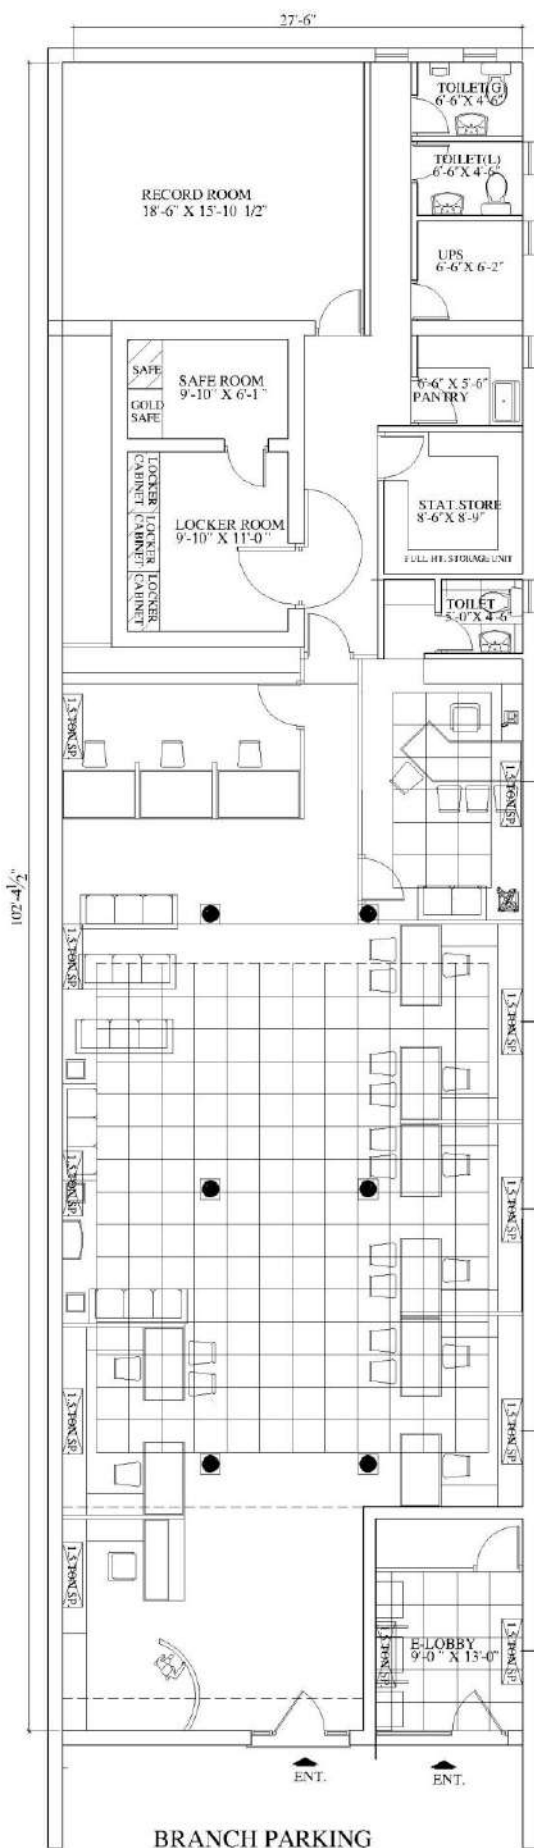 27'-6"
TOILET(G)
6'-6"X 4'-6"
TOILET(L)
6'-6"X 4'-6"
RECORD ROOM
18'-6" X 15'-10 1/2"
UPS
6'-6"X 6'-2"
SAFE
SAFE ROOM
9'-10" X 6'-1"
GOLD
SAFE
6'-6" X 5'-6"
PANTRY
LOCKER
CABINET
LOCKER
CABINET
LOCKER
CABINET
LOCKER ROOM
9'-10" X 11'-0"
STAT.STORE
8'-6"X 8'-9"
FULL HT. STORAGE UNIT
TOILET
5'-0"X 4'-6"
1.5 TON SP.
1.5 TON SP.
102'-4½"
1.5 TON SP.
1.5 TON SP.
1.5 TON SP.
1.5 TON SP.
1.5 TON SP.
1.5 TON SP.
1.5 TON SP.
E-LOBBY
9'-0" X 13'-0"
1.5 TON SP.
1.5 TON SP.
ENT.
ENT.
BRANCH PARKING